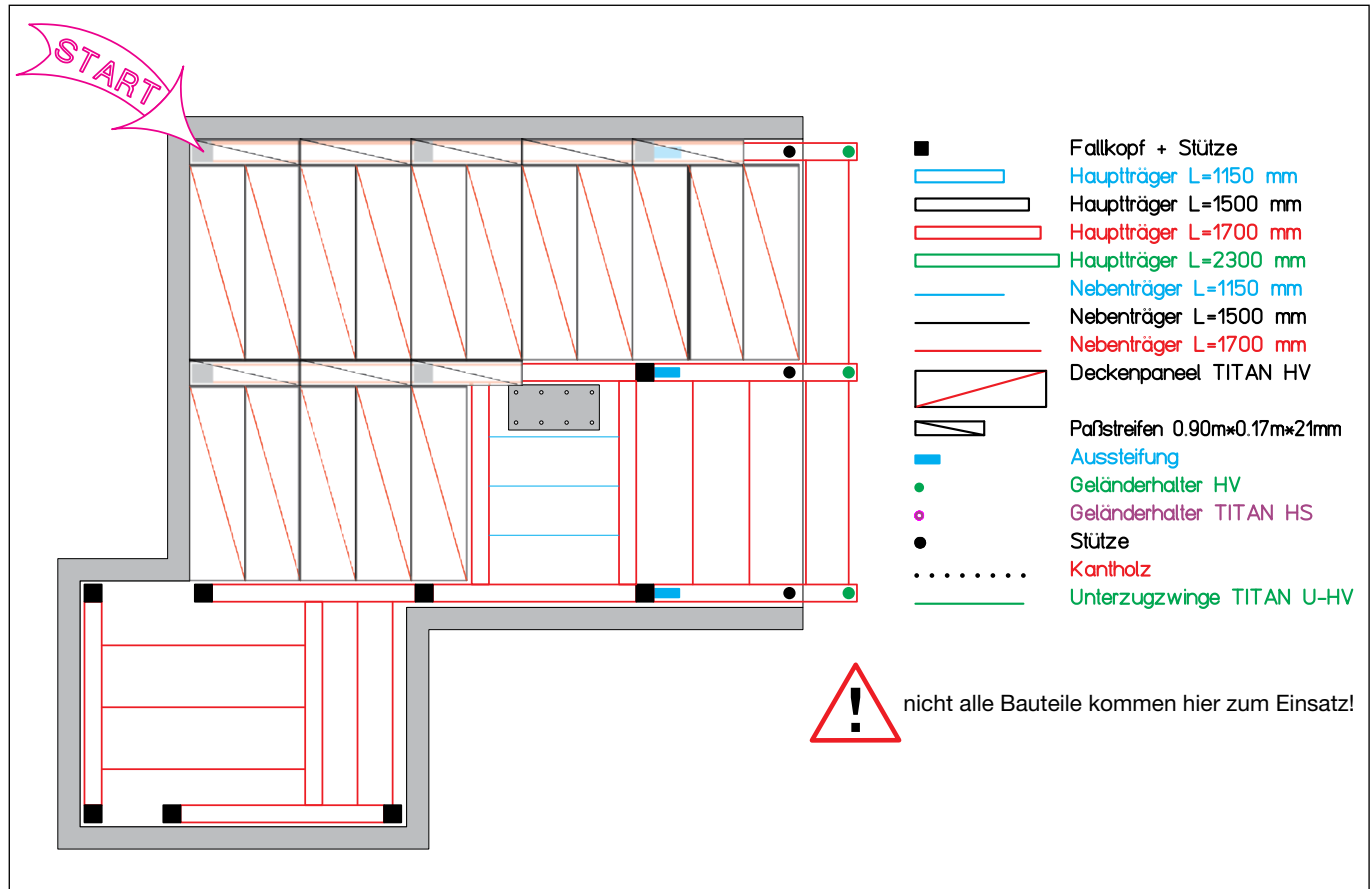 START
Fallkopf + Stütze
Hauptträger L=1150 mm
Hauptträger L=1500 mm
Hauptträger L=1700 mm
Hauptträger L=2300 mm
Nebenträger L=1150 mm
Nebenträger L=1500 mm
Nebenträger L=1700 mm
Deckenpaneel TITAN HV
Paßstreifen 0.90m*0.17m*21mm
Aussteifung
Geländerhalter HV
Geländerhalter TITAN HS
Stütze
Kantholz
Unterzugzwinge TITAN U-HV
! nicht alle Bauteile kommen hier zum Einsatz!